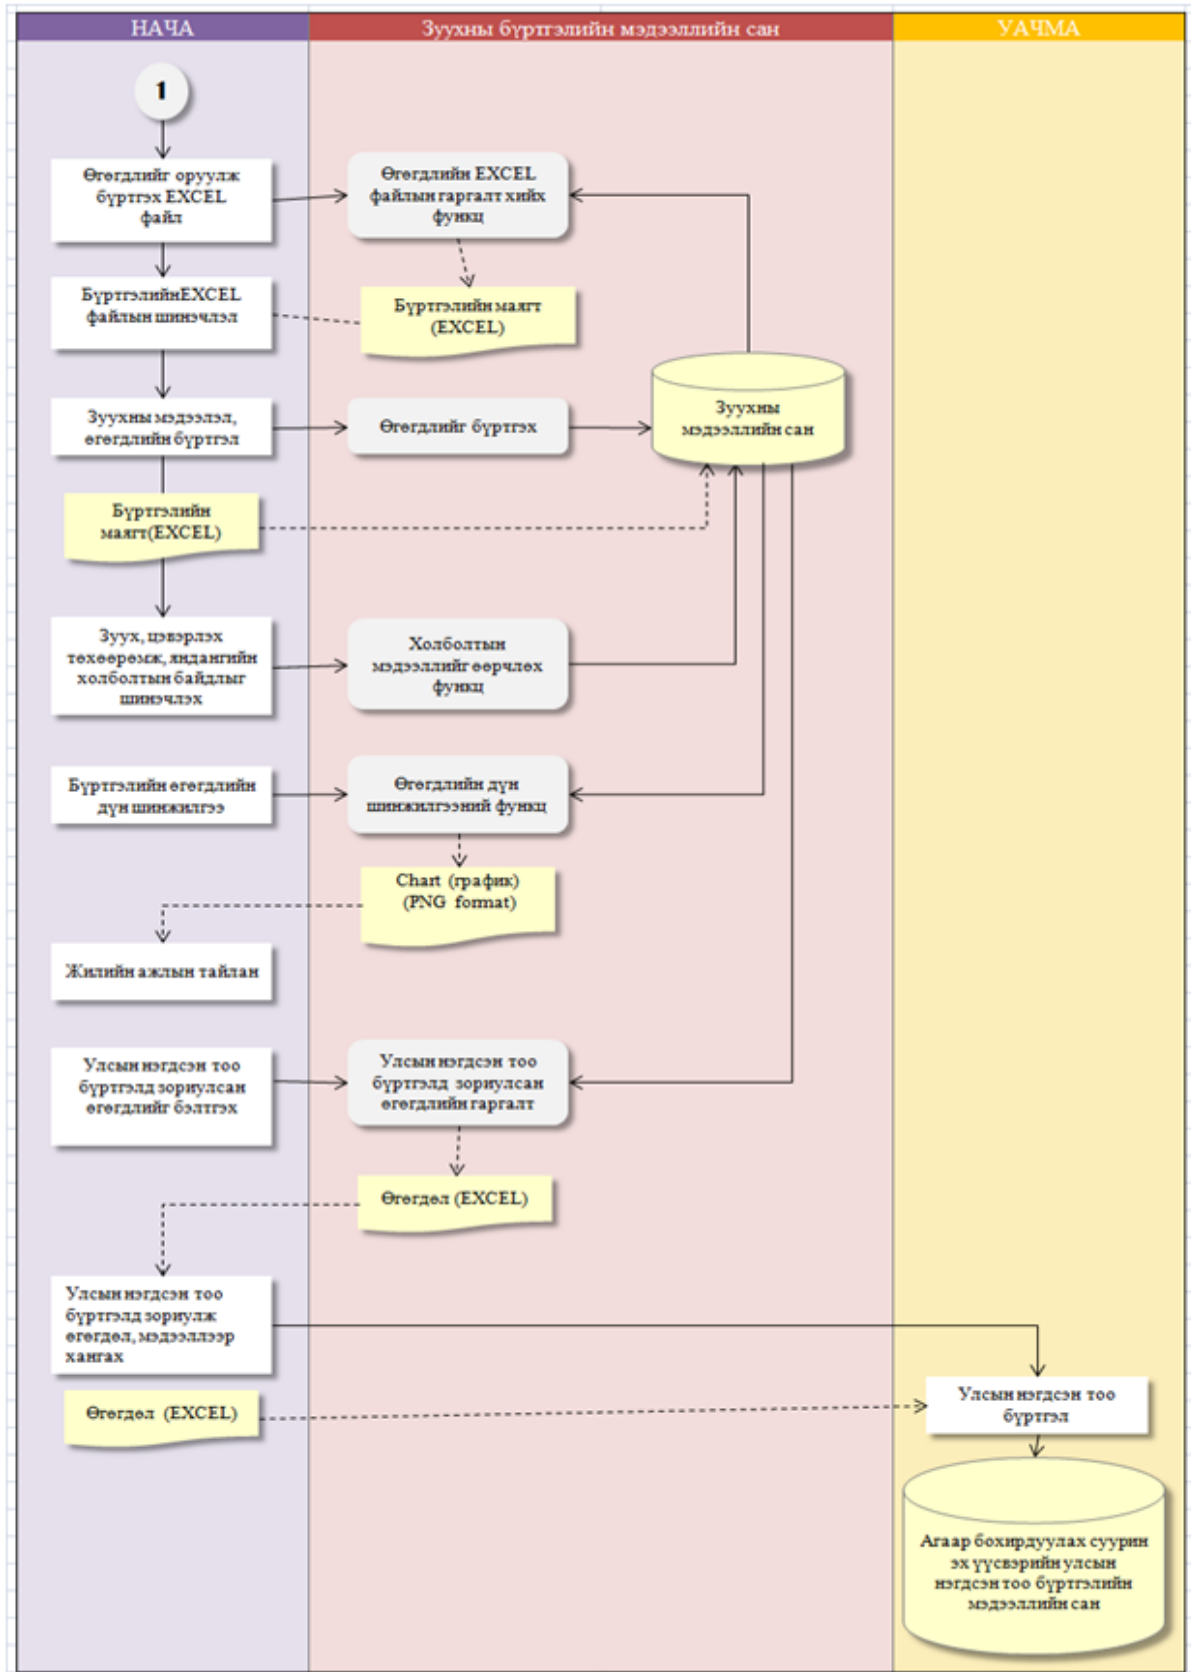 НАЧА
Зуухны бүртгэлийн мэдээллийн сан
УАЧМА
1
Өгөгдлийг оруулж
бүртгэх EXCEL
файл
Өгөгдлийн EXCEL
файлын гаргалт хийх
функц
БүртгэлийнEXCEL
файлын шинэчлэл
Бүртгэлийн маягт
(EXCEL)
Зуухны мэдээлэл,
өгөгдлийн бүртгэл
Өгөгдлийг бүртгэх
Зуухны
мэдээллийн сан
Бүртгэлийн
маягт(EXCEL)
Зуух, цэвэрлэх
төхөөрөмж, яндангийн
холболтын байдлыг
шинэчлэх
Холболтын
мэдээллийг өөрчлөх
функц
Бүртгэлийн өгөгдлийн
дүн шинжилгээ
Өгөгдлийн дүн
шинжилгээний функц
Chart (график)
(PNG format)
Жилийн ажлын тайлан
Улсын нэгдсэн тоо
бүртгэлд зориулсан
өгөгдлийг бэлтгэх
Улсын нэгдсэн тоо
бүртгэлд зориулсан
өгөгдлийн гаргалт
Өгөгдөл (EXCEL)
Улсын нэгдсэн тоо
бүртгэлд зориулж
өгөгдөл, мэдээллээр
хангах
Өгөгдөл (EXCEL)
Улсын нэгдсэн тоо
бүртгэл
Агаар бохирдуулах суурин
эх үүсвэрийн улсын
нэгдсэн тоо бүртгэлийн
мэдээллийн сан